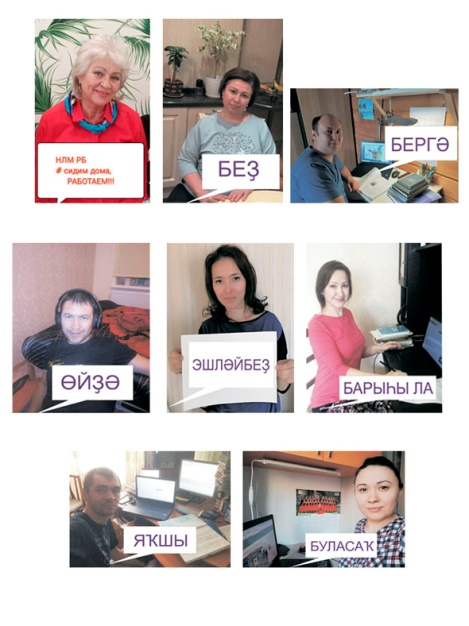 НЛМ РБ
# сидим дома,
РАБОТАЕМ!!!
БЕҘ
БЕРГӘ
ӨЙҘӘ
ЭШЛӘЙБЕҘ
БАРЫҺЫ ЛА
ЯҠШЫ
БУЛАСАҠ